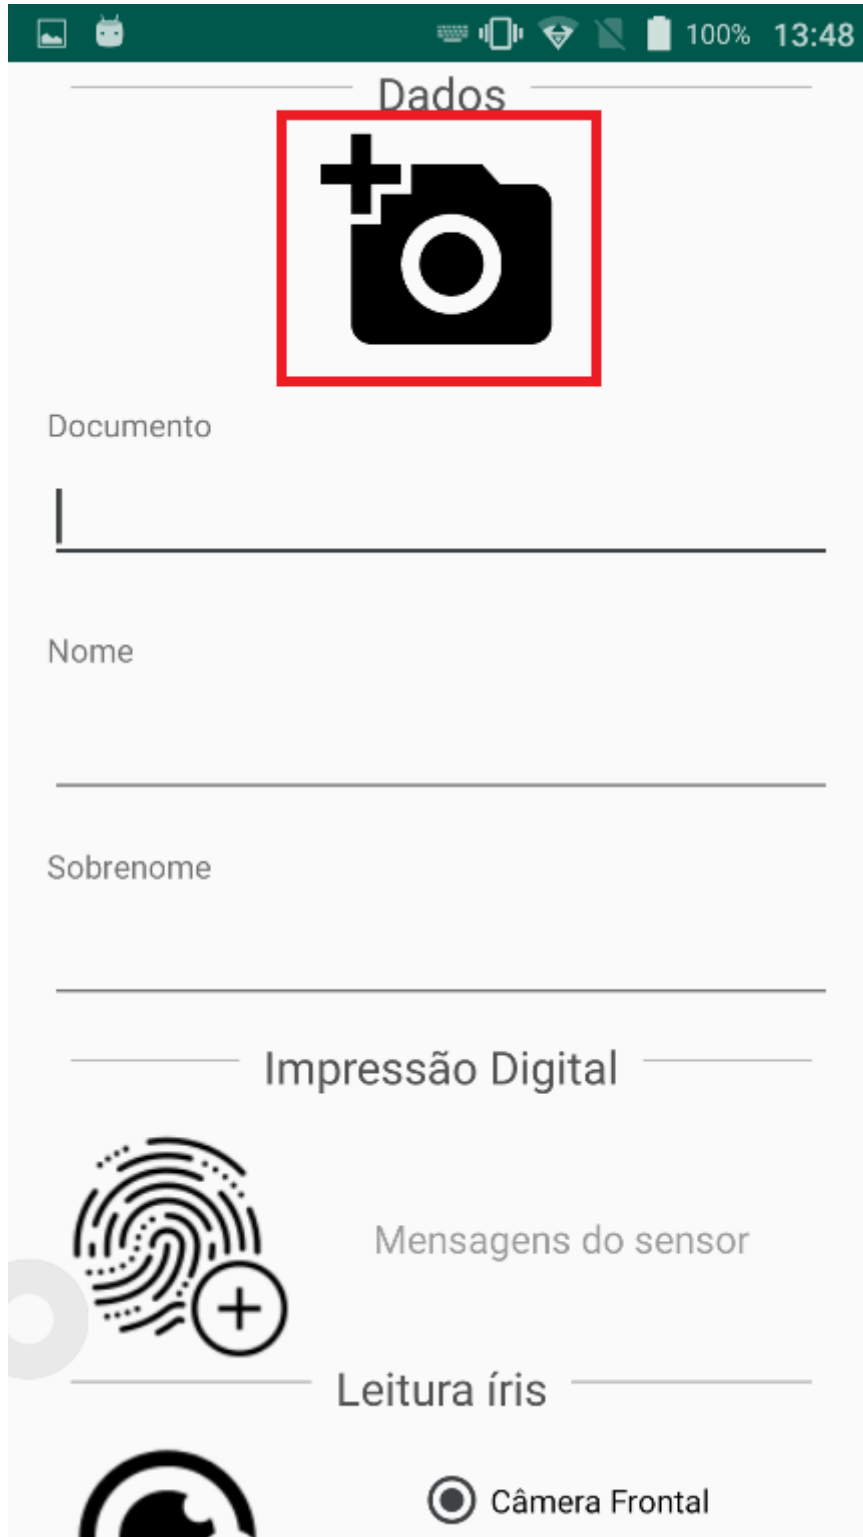 100% 13:48
Dados
Documento
Nome
Sobrenome
Impressão Digital
Mensagens do sensor
Leitura íris
Câmera Frontal